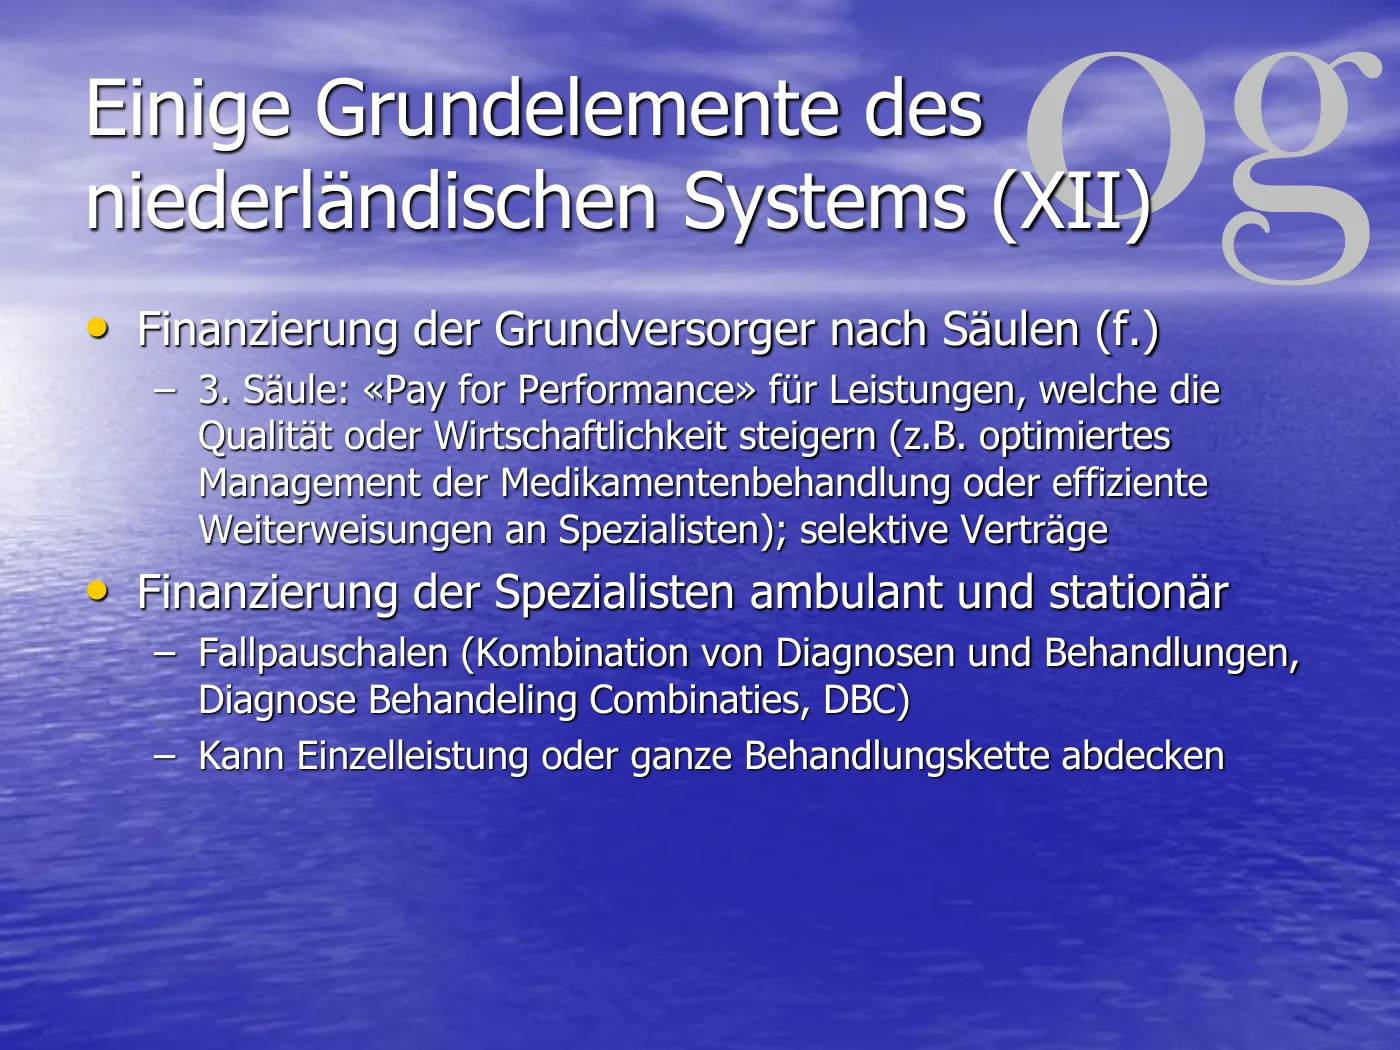 og
Einige Grundelemente des
niederländischen Systems (XII)
• Finanzierung der Grundversorger nach Säulen (f.)
– 3. Säule: «Pay for Performance» für Leistungen, welche die
Qualität oder Wirtschaftlichkeit steigern (z.B. optimiertes
Management der Medikamentenbehandlung oder effiziente
Weiterweisungen an Spezialisten); selektive Verträge
• Finanzierung der Spezialisten ambulant und stationär
– Fallpauschalen (Kombination von Diagnosen und Behandlungen,
Diagnose Behandeling Combinaties, DBC)
– Kann Einzelleistung oder ganze Behandlungskette abdecken